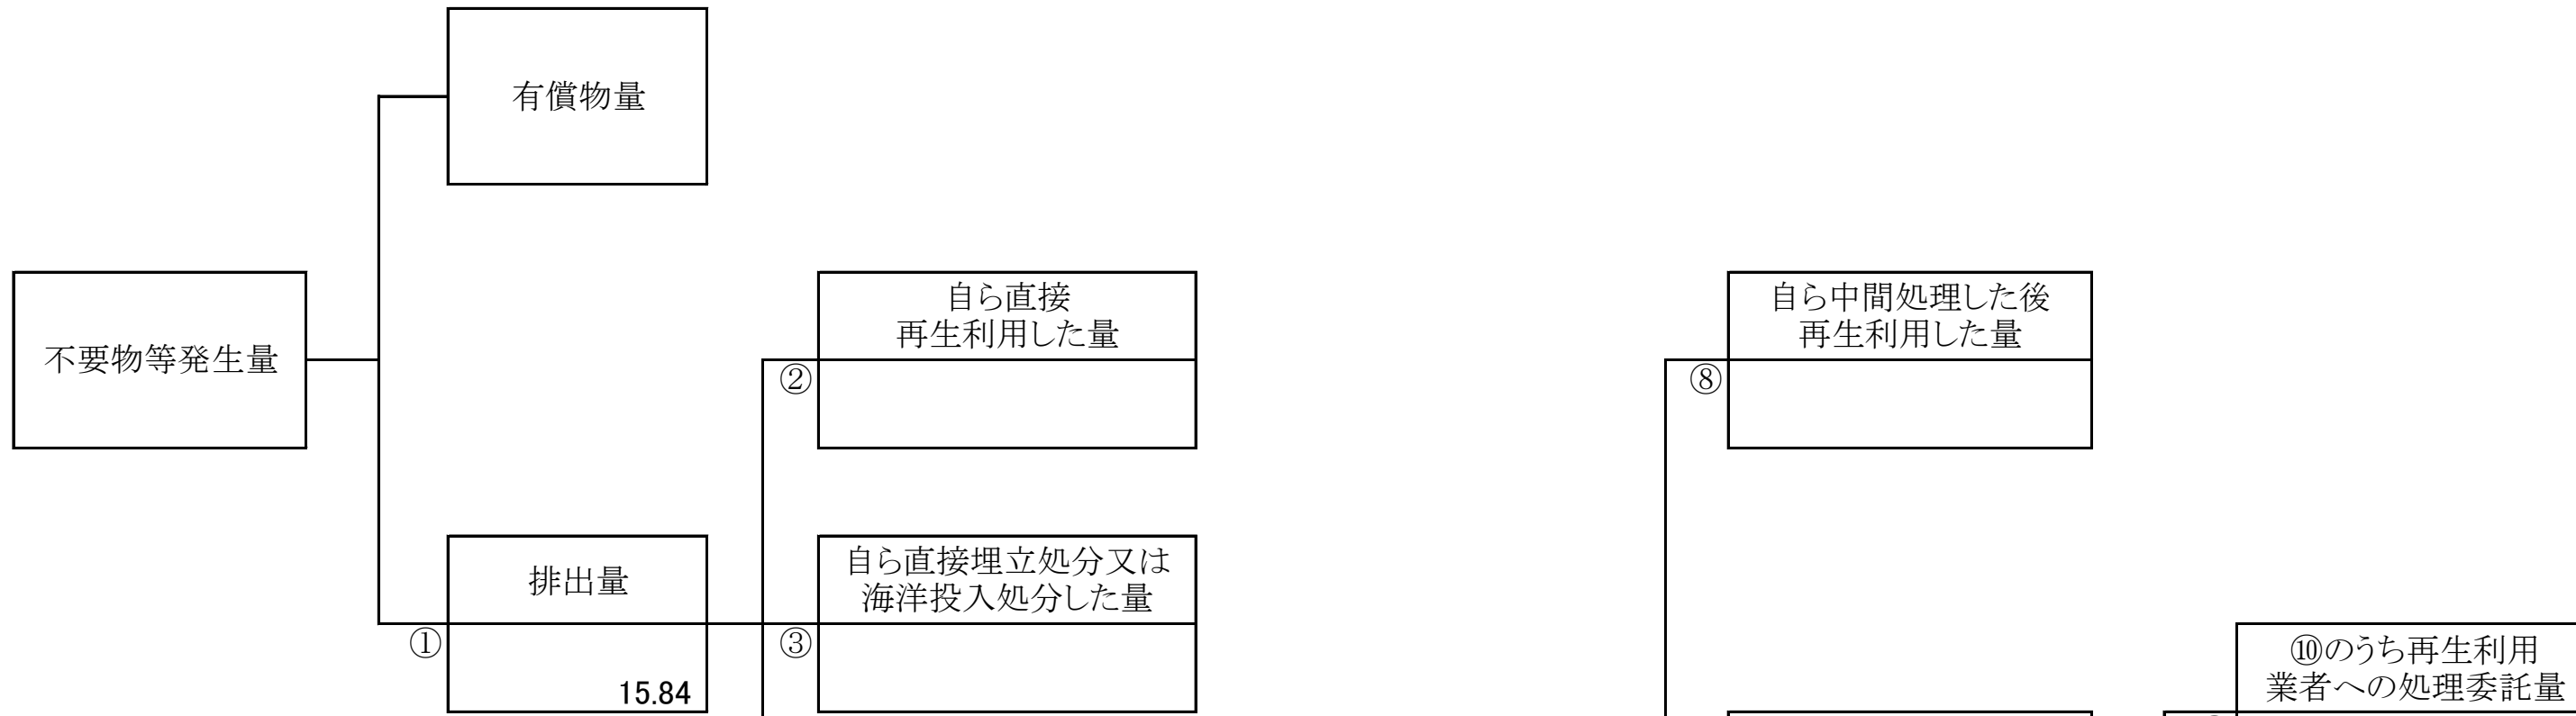 有償物量
不要物等発生量
自ら直接
再生利用した量
②
自ら中間処理した後
再生利用した量
⑧
排出量
①
15.84
自ら直接埋立処分又は
海洋投入処分した量
③
⑩のうち再生利用
業者への処理委託量